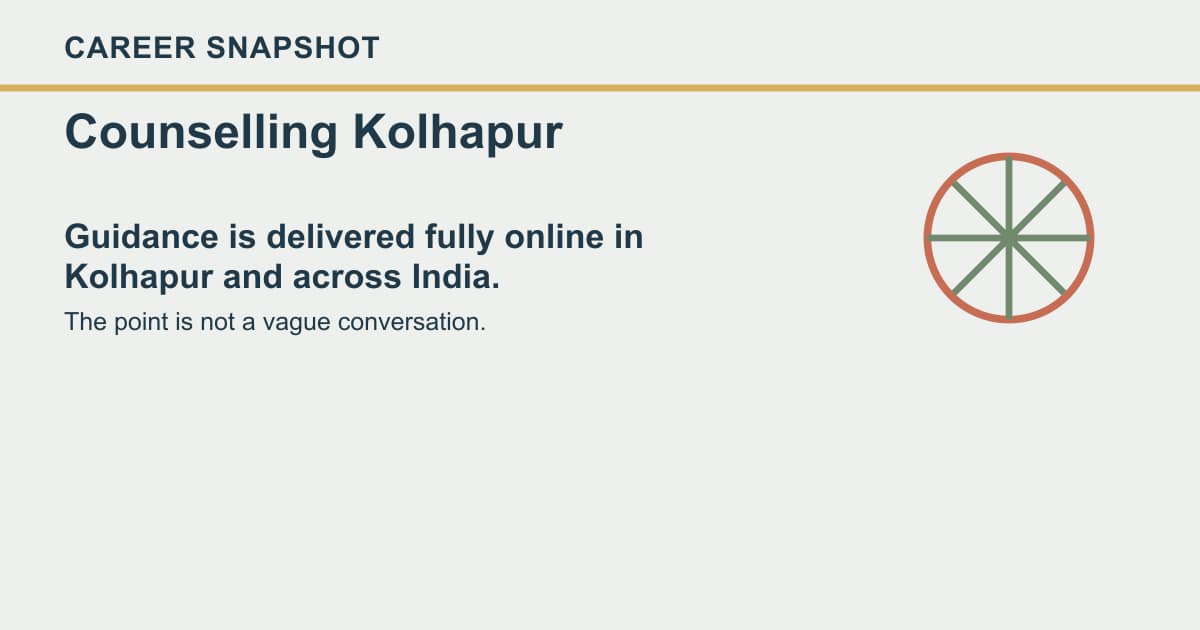 CAREER SNAPSHOT
Counselling Kolhapur
Guidance is delivered fully online in
Kolhapur and across India.
The point is not a vague conversation.